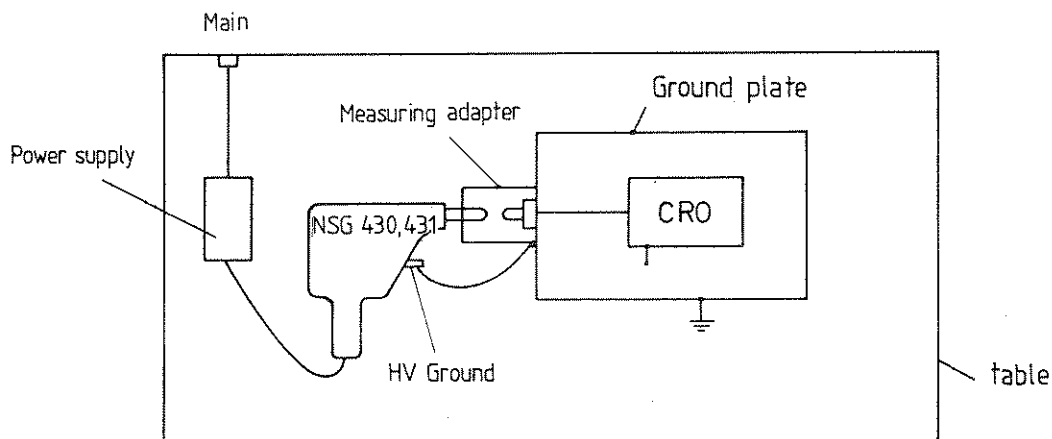 Main
Ground plate
Measuring adapter
Power supply
NSG 430,431
CRO
HV Ground
table